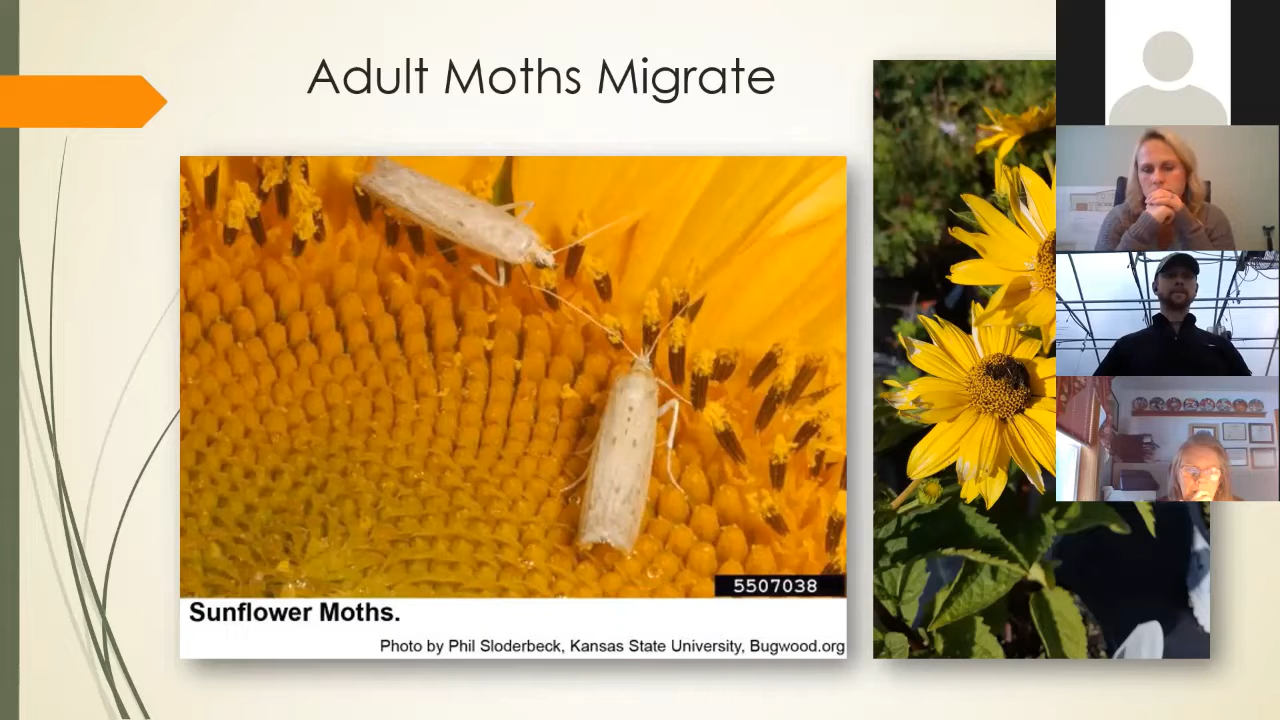 Adult Moths Migrate
5507038
Sunflower Moths.
Photo by Phil Sloderbeck, Kansas State University, Bugwood.org